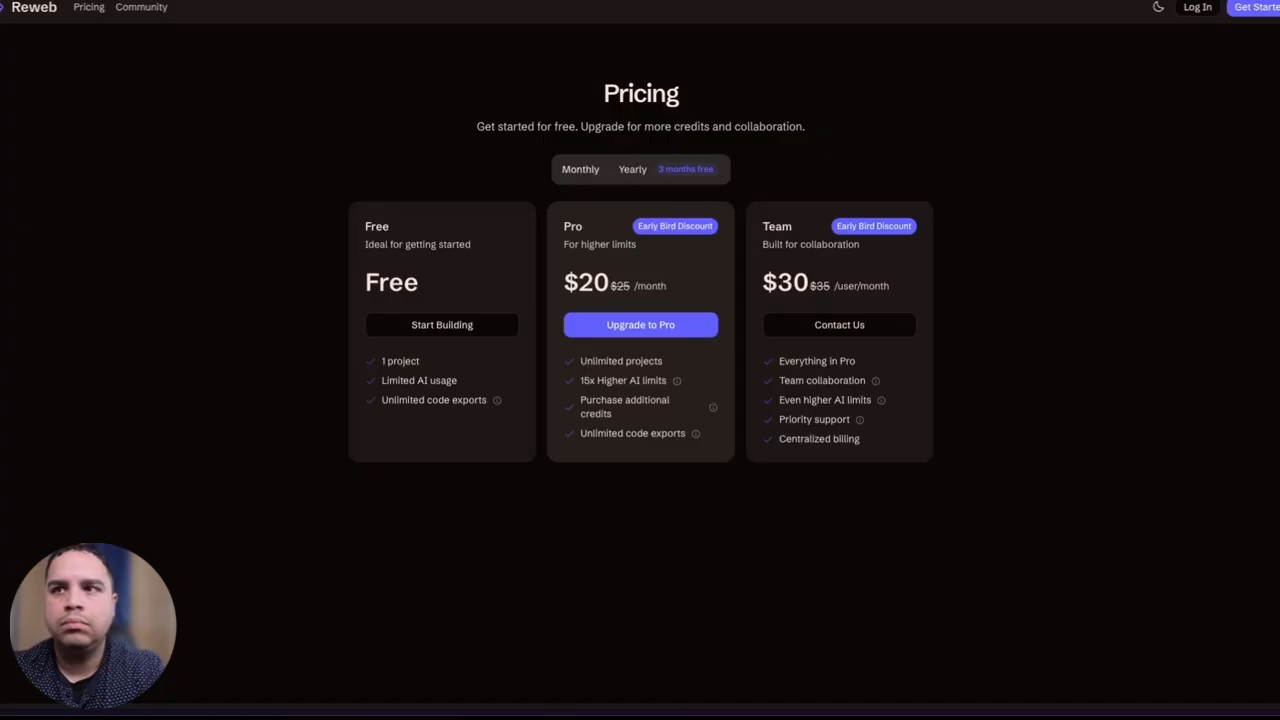 Reweb
Pricing
Community
Log In
Get Starte
Pricing
Get started for free. Upgrade for more credits and collaboration.
Monthly
Yearly
3 months free
Free
Ideal for getting started
Free
Start Building
1 project
Limited AI usage
Unlimited code exports
Pro
Early Bird Discount
For higher limits
$20 $25 /month
Upgrade to Pro
Unlimited projects
15x Higher AI limits
Purchase additional
credits
Unlimited code exports
Team
Early Bird Discount
Built for collaboration
$30 $35 /user/month
Contact Us
Everything in Pro
Team collaboration
Even higher AI limits
Priority support
Centralized billing